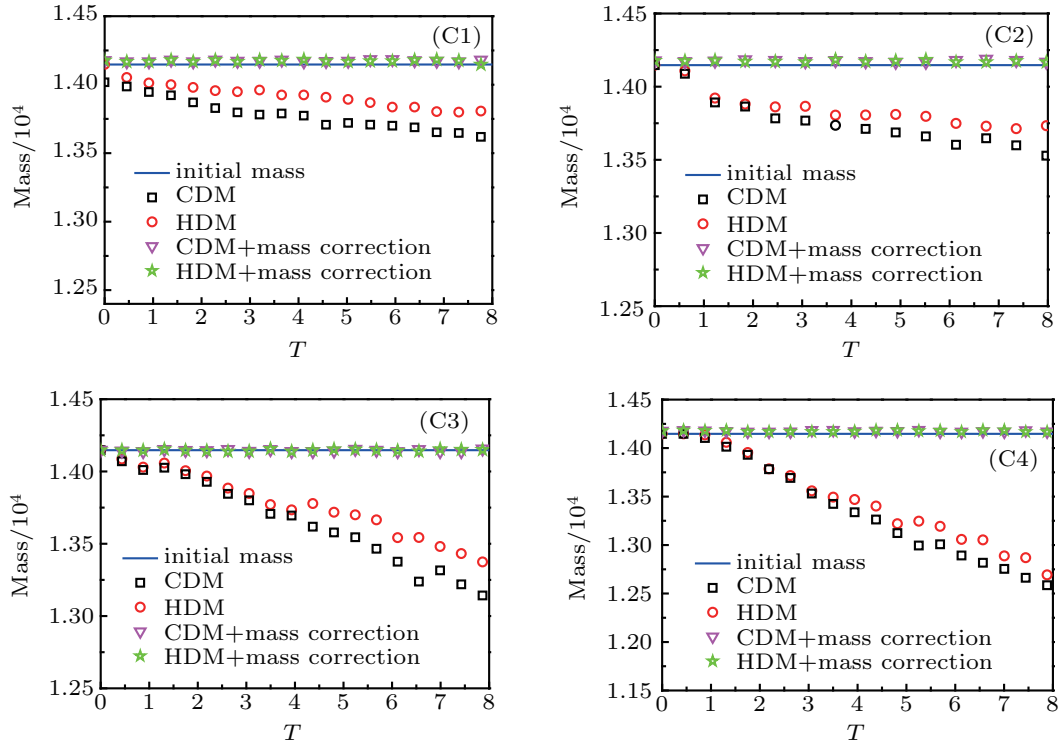 (C1)
1.45
1.40
1.35
1.30
1.25
Mass/10⁴
initial mass
CDM
HDM
CDM+mass correction
HDM+mass correction
0 1 2 3 4 5 6 7 8
T
(C2)
1.45
1.40
1.35
1.30
1.25
Mass/10⁴
initial mass
CDM
HDM
CDM+mass correction
HDM+mass correction
0 1 2 3 4 5 6 7 8
T
(C3)
1.45
1.40
1.35
1.30
1.25
Mass/10⁴
initial mass
CDM
HDM
CDM+mass correction
HDM+mass correction
0 1 2 3 4 5 6 7 8
T
(C4)
1.45
1.40
1.35
1.30
1.25
1.20
1.15
Mass/10⁴
initial mass
CDM
HDM
CDM+mass correction
HDM+mass correction
0 1 2 3 4 5 6 7 8
T